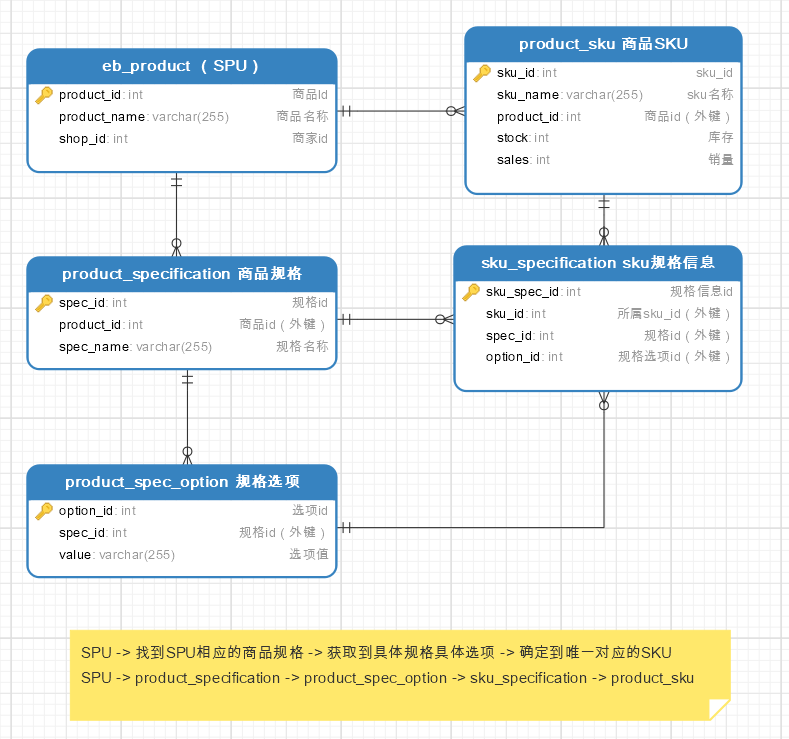 eb_product （SPU）
product_id: int 商品Id
product_name: varchar(255) 商品名称
shop_id: int 商家id
product_sku 商品SKU
sku_id: int sku_id
sku_name: varchar(255) sku名称
product_id: int 商品id（外键）
stock: int 库存
sales: int 销量
product_specification 商品规格
spec_id: int 规格id
product_id: int 商品id（外键）
spec_name: varchar(255) 规格名称
sku_specification sku规格信息
sku_spec_id: int 规格信息id
sku_id: int 所属sku_id（外键）
spec_id: int 规格id（外键）
option_id: int 规格选项id（外键）
product_spec_option 规格选项
option_id: int 选项id
spec_id: int 规格id（外键）
value: varchar(255) 选项值
SPU -> 找到SPU相应的商品规格 -> 获取到具体规格具体选项 -> 确定到唯一对应的SKU
SPU -> product_specification -> product_spec_option -> sku_specification -> product_sku